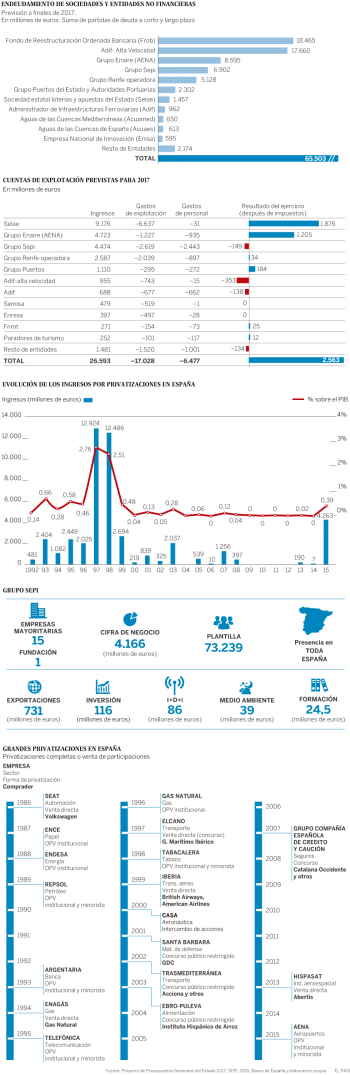 ENDEUDAMIENTO DE SOCIEDADES Y ENTIDADES NO FINANCIERAS
Previsión a finales de 2017.
En millones de euros. Suma de partidas de deuda a corto y largo plazo
Fondo de Reestructuración Ordenada Bancaria (Frob) 18.465
Adif- Alta Velocidad 17.660
Grupo Enaire (AENA) 8.595
Grupo Sepi 6.902
Grupo Renfe-operadora 5.128
Grupo Puertos del Estado y Autoridades Portuarias 2.302
Sociedad estatal loterías y apuestas del Estado (Selae) 1.457
Administrador de Infraestructuras Ferroviarias (Adif) 962
Aguas de las Cuencas Mediterráneas (Acuamed) 650
Aguas de las Cuencas de España (Acuaes) 613
Empresa Nacional de Innovación (Enisa) 595
Resto de Entidades 2.174
TOTAL 65.503
CUENTAS DE EXPLOTACIÓN PREVISTAS PARA 2017
En millones de euros
Ingresos Gastos de explotación Gastos de personal Resultado del ejercicio (después de impuestos)
Selae 9.176 –6.637 –31 1.876
Grupo Enaire (AENA) 4.723 –1.227 –935 1.205
Grupo Sepi 4.474 –2.619 –2.443 –149
Grupo Renfe-operadora 2.587 –2.039 –897 34
Grupo Puertos 1.110 –295 –272 184
Adif-alta velocidad 955 –743 –15 –353
Adif 688 –677 –662 –138
Semisa 479 –519 –1 0
Enresa 397 –497 –28 0
Fnmt 271 –154 –73 25
Paradores de turismo 252 –101 –117 12
Resto de entidades 1.481 –1.520 –1.001 –134
TOTAL 26.593 –17.028 –6.477 2.563
EVOLUCIÓN DE LOS INGRESOS POR PRIVATIZACIONES EN ESPAÑA
Ingresos (millones de euros) % sobre el PIB
14.000 12.000 10.000 8.000 6.000 4.000 2.000 0
4% 3% 2% 1% 0%
12.924 12.486
2,76 2,51
0,14 0,66 0,28 0,58 0,46 0,48 0,04 0,13 0,05 0,28 0 0,06 0 0,12 0,04 0 0 0,02 0 0,39
481 2.404 1.082 2.449 2.025 2.694 219 839 325 2.037 539 10 1.256 397 190 7 4.263
1992 93 94 95 96 97 98 99 00 01 02 03 04 05 06 07 08 09 10 11 12 13 14 15
GRUPO SEPI
EMPRESAS MAYORITARIAS
15
FUNDACIÓN
1
CIFRA DE NEGOCIO
4.166
(millones de euros)
PLANTILLA
73.239
Presencia en
TODA
ESPAÑA
EXPORTACIONES
731
(millones de euros)
INVERSIÓN
116
(millones de euros)
I+D+i
86
(millones de euros)
MEDIO AMBIENTE
39
(millones de euros)
FORMACIÓN
24,5
(millones de euros)
GRANDES PRIVATIZACIONES EN ESPAÑA
Privatizaciones completas o venta de participaciones
EMPRESA
Sector
Forma de privatización
Comprador
1986
SEAT
Automoción
Venta directa
Volkswagen
1987
ENCE
Papel
OPV institucional
1988
ENDESA
Energía
OPV institucional
1989
REPSOL
Petróleo
OPV
institucional y minorista
1990
1991
1992
ARGENTARIA
Banca
OPV
institucional y minorista
1993
1994
ENAGÁS
Gas
Venta directa
Gas Natural
1995
TELEFÓNICA
Telecomunicación
OPV
institucional y minorista
1996
GAS NATURAL
Gas
OPV institucional
1997
ELCANO
Transporte
Venta directa (concurso)
G. Marítimo Ibérico
1998
TABACALERA
Tabaco
OPV institucional y minorista
1999
IBERIA
Trans. aéreo
Venta directa
British Airways,
American Airlines
2000
CASA
Aeronáutica
Intercambio de acciones
2001
SANTA BARBARA
Mat. de defensa
Concurso público restringido
GDC
2002
TRASMEDITERRÁNEA
Transporte
Concurso público restringido
Acciona y otros
2003
2004
EBRO-PULEVA
Alimentación
Concurso público restringido
Instituto Hispánico de Arroz
2005
2006
2007
GRUPO COMPAÑÍA
ESPAÑOLA
DE CREDITO
Y CAUCIÓN
Seguros
Concurso
Catalana Occidente
y otros
2008
2009
2010
2011
2012
2013
HISPASAT
Ind. aeroespacial
Venta directa
Abertis
2014
AENA
Aeropuertos
OPV
institucional
y minorista
2015
Fuente: Proyecto de Presupuestos Generales del Estado 2017, SEPI, 2015, Banco de España y elaboración propia. EL PAÍS